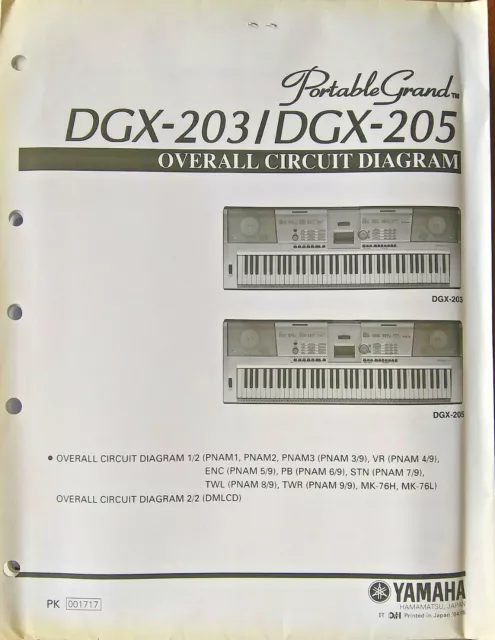 PortableGrand™
DGX-203/DGX-205
OVERALL CIRCUIT DIAGRAM
DGX-203
DGX-205
● OVERALL CIRCUIT DIAGRAM 1/2 (PNAM1, PNAM2, PNAM3 (PNAM 3/9), VR (PNAM 4/9),
ENC (PNAM 5/9), PB (PNAM 6/9), STN (PNAM 7/9),
TWL (PNAM 8/9), TWR (PNAM 9/9), MK-76H, MK-76L)
OVERALL CIRCUIT DIAGRAM 2/2 (DMLCD)
PK 001717
YAMAHA
HAMAMATSU, JAPAN
Printed in Japan